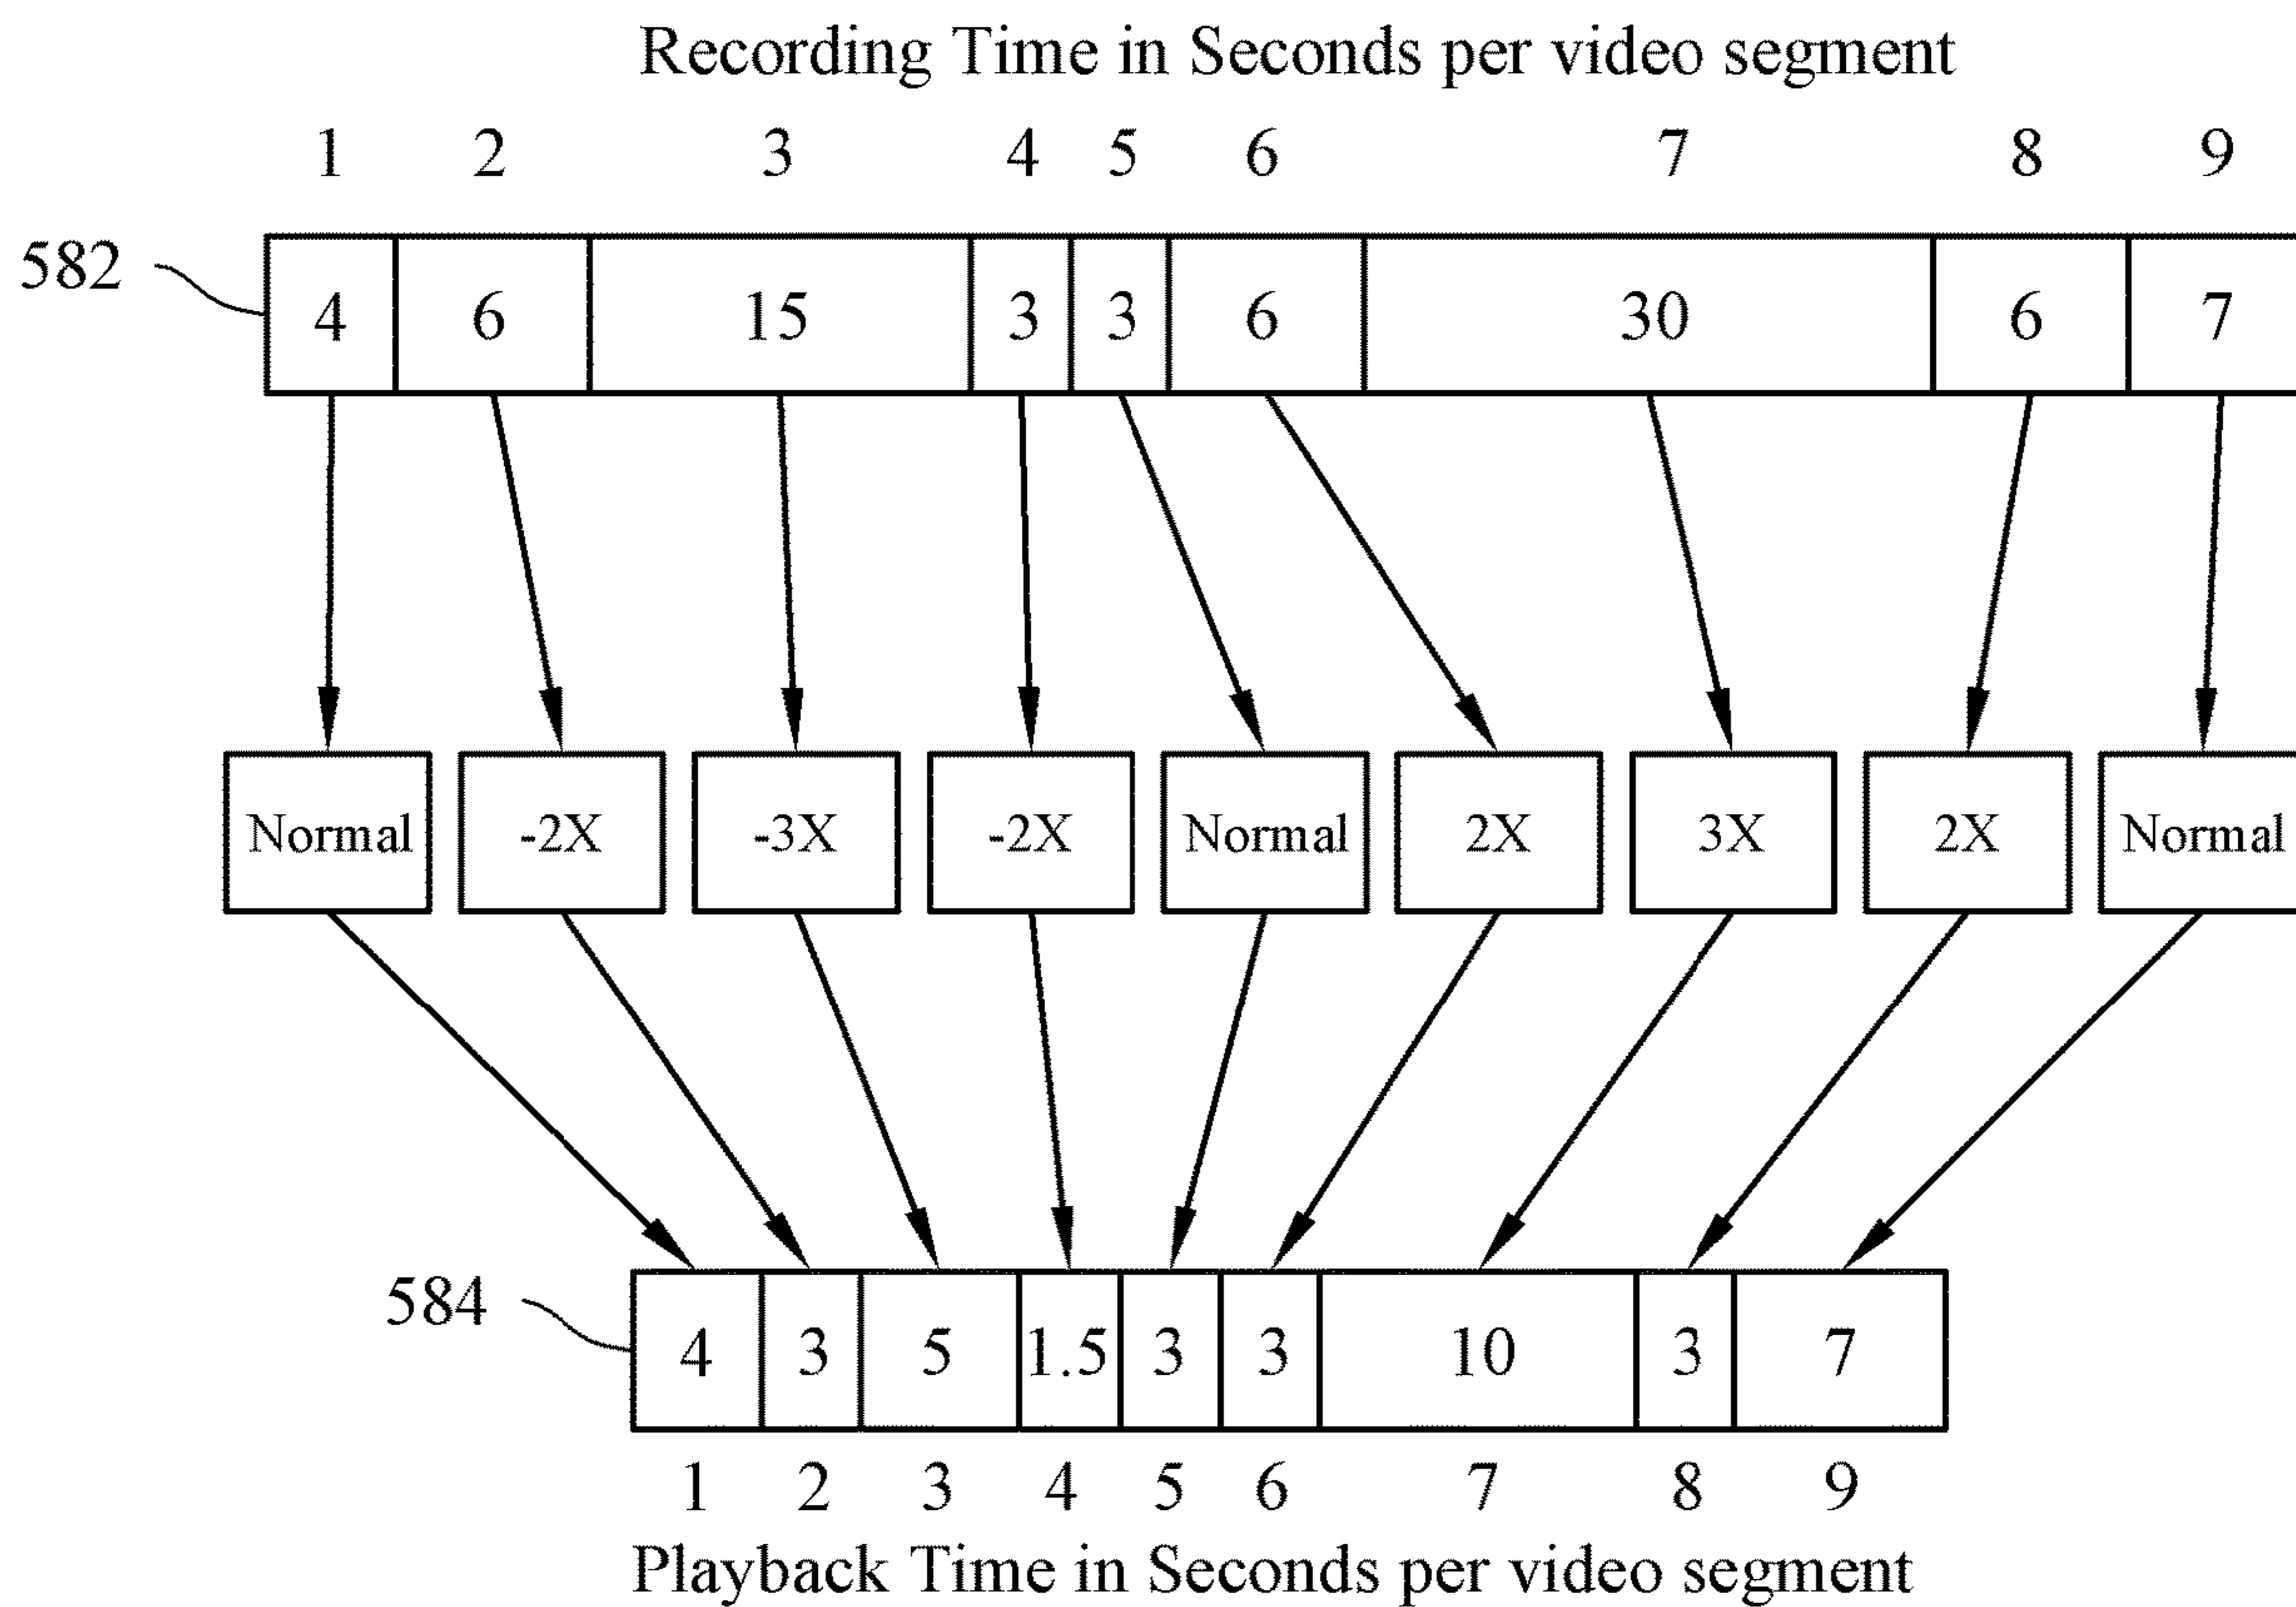 Recording Time in Seconds per video segment
1 2 3 4 5 6 7 8 9
582 4 6 15 3 3 6 30 6 7
Normal -2X -3X -2X Normal 2X 3X 2X Normal
584 4 3 5 1.5 3 3 10 3 7
1 2 3 4 5 6 7 8 9
Playback Time in Seconds per video segment